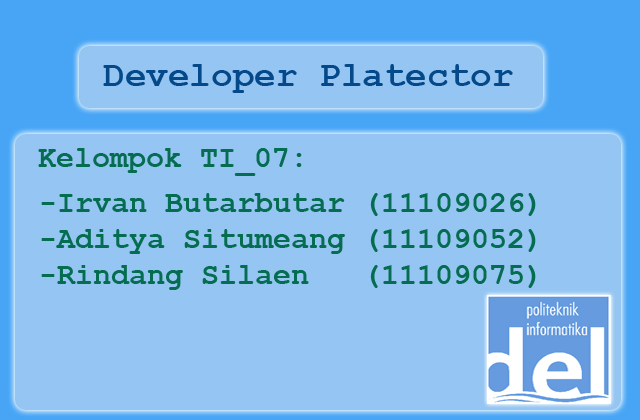 Developer Platector
Kelompok TI_07:
-Irvan Butarbutar (11109026)
-Aditya Situmeang (11109052)
-Rindang Silaen (11109075)
politeknik
informatika
del